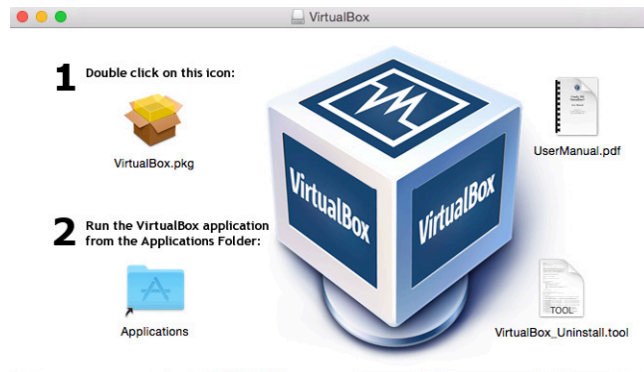 VirtualBox
1 Double click on this icon:
VirtualBox.pkg
UserManual.pdf
2 Run the VirtualBox application
from the Applications Folder:
Applications
VirtualBox
VirtualBox
TOOL
VirtualBox_Uninstall.tool